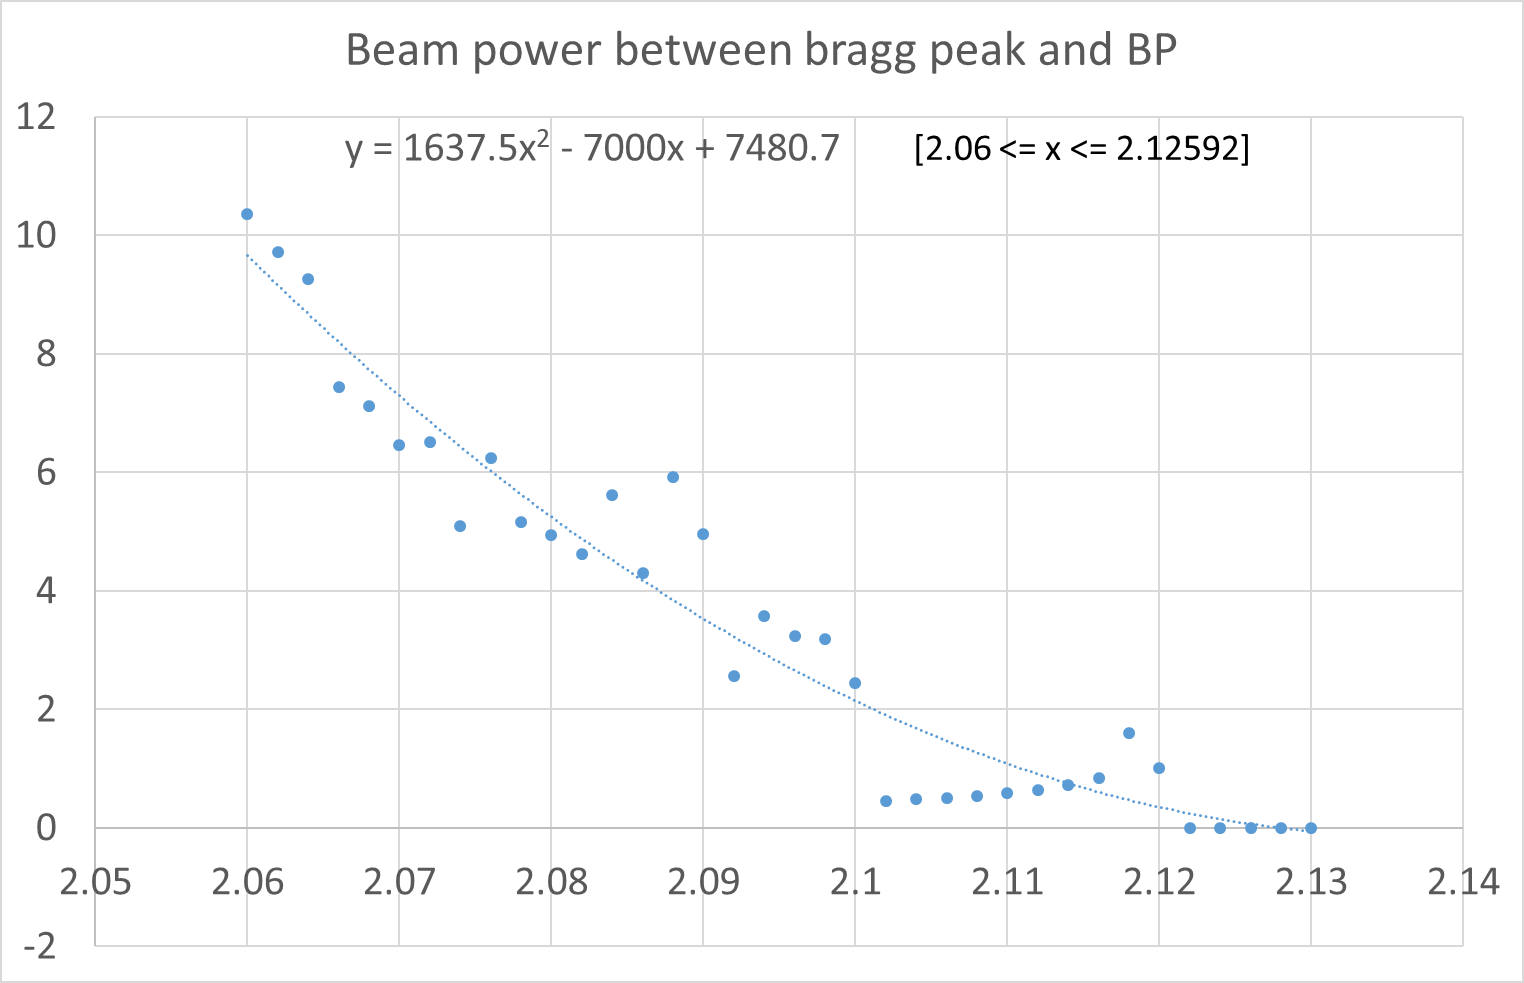 Beam power between bragg peak and BP
y = 1637.5x² - 7000x + 7480.7 [2.06 <= x <= 2.12592]
12
10
8
6
4
2
0
-2
2.05 2.06 2.07 2.08 2.09 2.1 2.11 2.12 2.13 2.14